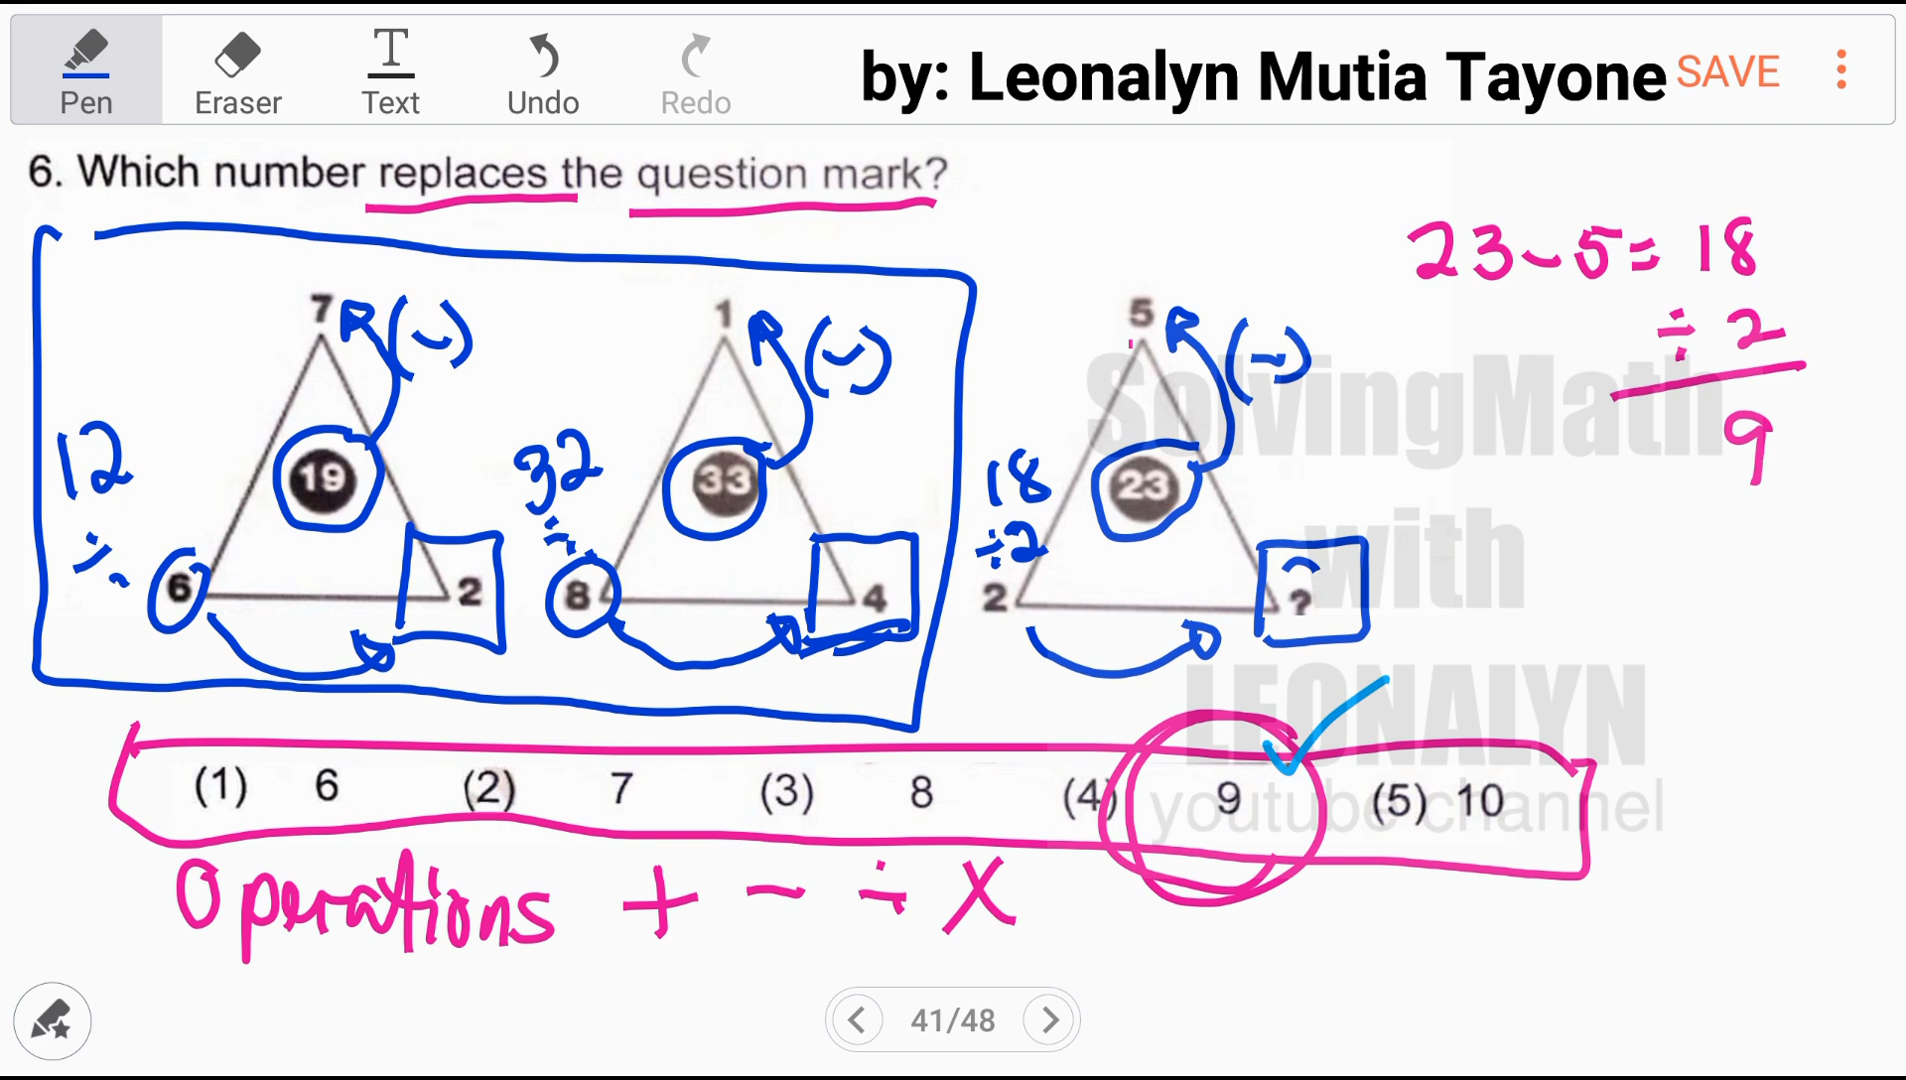 Pen Eraser Text Undo Redo by: Leonalyn Mutia Tayone SAVE
6. Which number replaces the question mark?
23-5=18
÷2
9
7 (-) 1 (-) 5 (-)
12 19 32 33 18 23
÷ ÷ ÷2
6 2 8 4 2 ?
SolvingMath
with
LEONALYN
youtube channel
(1) 6 (2) 7 (3) 8 (4) 9 (5) 10
Operations + - ÷ X
41/48